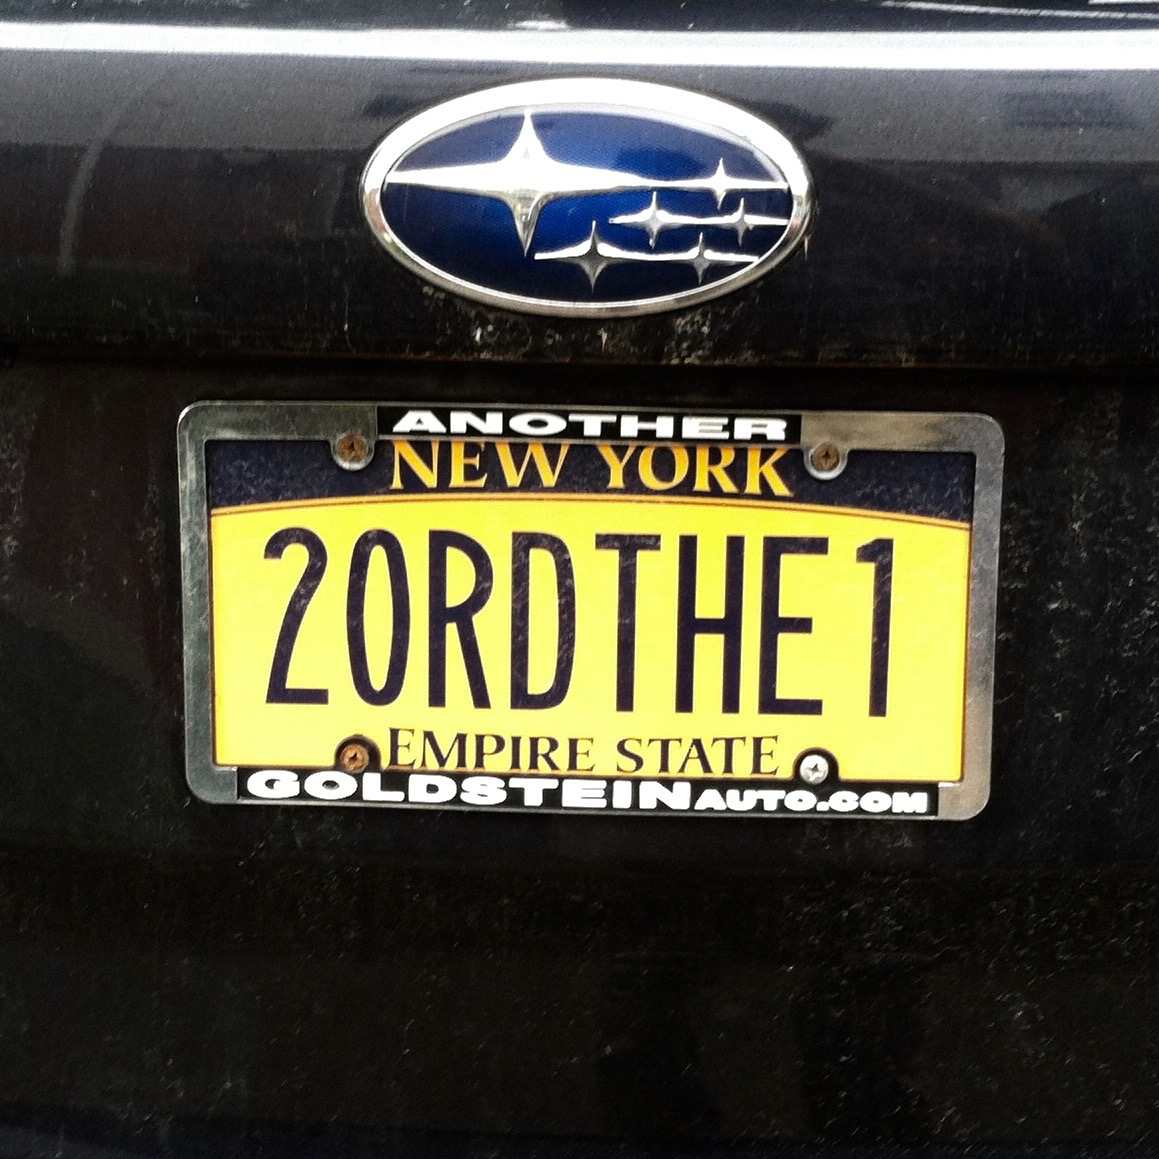 ANOTHER
NEW YORK
20RDTHE1
EMPIRE STATE
GOLDSTEINAUTO.COM